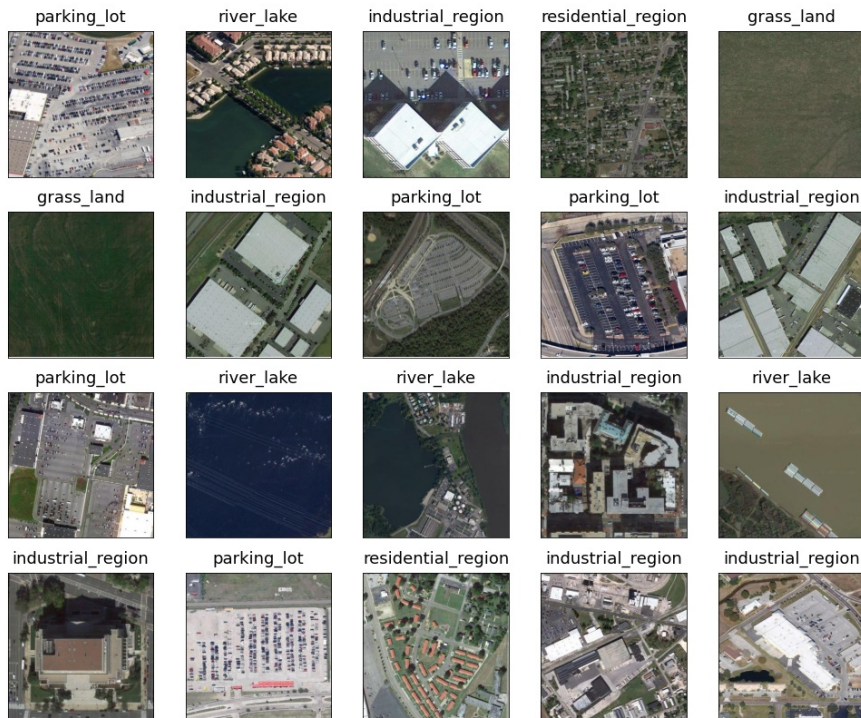 parking_lot
river_lake
industrial_region
residential_region
grass_land
grass_land
industrial_region
parking_lot
parking_lot
industrial_region
parking_lot
river_lake
river_lake
industrial_region
river_lake
industrial_region
parking_lot
residential_region
industrial_region
industrial_region